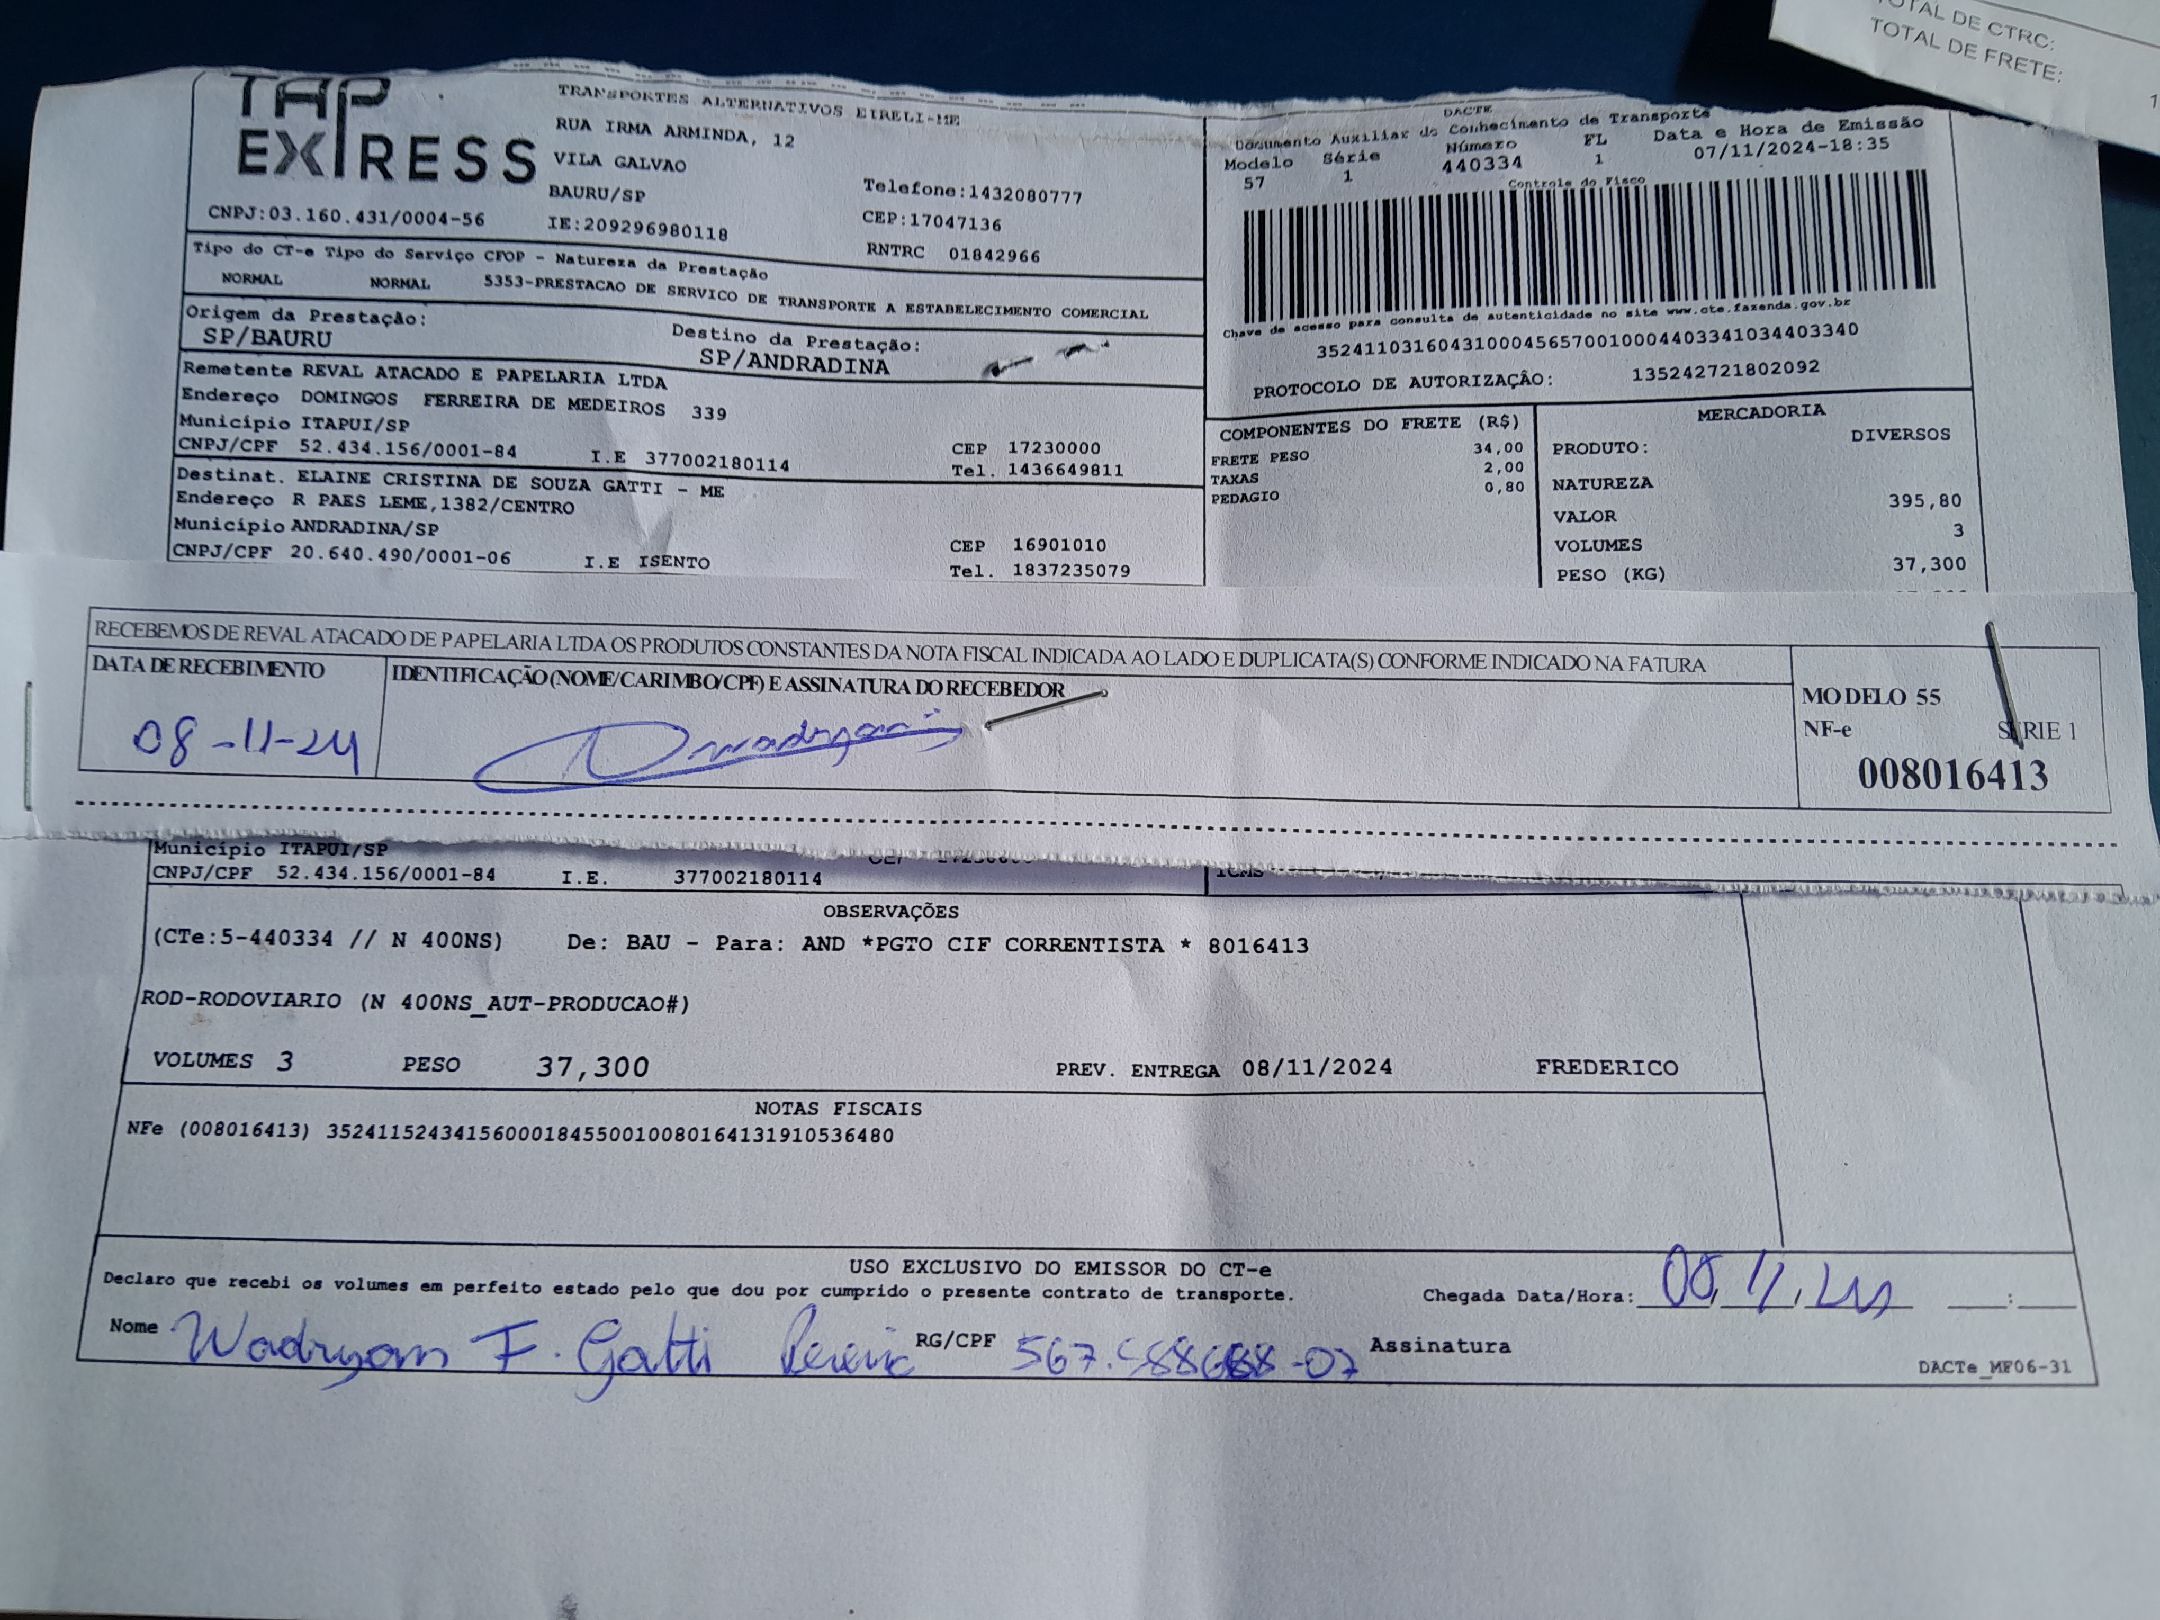 TOTAL DE CTRC:
TOTAL DE FRETE:
1
TAP
EXPRESS
TRANSPORTES ALTERNATIVOS EIRELI-ME
RUA IRMA ARMINDA, 12
VILA GALVAO
BAURU/SP
Telefone:1432080777
CNPJ:03.160.431/0004-56
IE:209296980118
CEP:17047136
RNTRC 01842966
DACTE
Documento Auxiliar do Conhecimento de Transporte
Modelo Série Número FL Data e Hora de Emissão
57 1 440334 1 07/11/2024-18:35
Controle do Fisco
Chave de acesso para consulta de autenticidade no site www.cte.fazenda.gov.br
35241103160431000456570010004403341034403340
PROTOCOLO DE AUTORIZAÇÃO: 135242721802092
Tipo do CT-e Tipo do Serviço CFOP - Natureza da Prestação
NORMAL NORMAL 5353-PRESTACAO DE SERVICO DE TRANSPORTE A ESTABELECIMENTO COMERCIAL
Origem da Prestação:
SP/BAURU
Destino da Prestação:
SP/ANDRADINA
Remetente REVAL ATACADO E PAPELARIA LTDA
Endereço DOMINGOS FERREIRA DE MEDEIROS 339
Município ITAPUI/SP
CEP 17230000
CNPJ/CPF 52.434.156/0001-84 I.E 377002180114 Tel. 1436649811
Destinat. ELAINE CRISTINA DE SOUZA GATTI - ME
Endereço R PAES LEME,1382/CENTRO
Município ANDRADINA/SP
CEP 16901010
CNPJ/CPF 20.640.490/0001-06 I.E ISENTO Tel. 1837235079
COMPONENTES DO FRETE (R$)
FRETE PESO 34,00
TAXAS 2,00
PEDAGIO 0,80
MERCADORIA
PRODUTO: DIVERSOS
NATUREZA
VALOR 395,80
VOLUMES 3
PESO (KG) 37,300
RECEBEMOS DE REVAL ATACADO DE PAPELARIA LTDA OS PRODUTOS CONSTANTES DA NOTA FISCAL INDICADA AO LADO E DUPLICATA(S) CONFORME INDICADO NA FATURA
DATA DE RECEBIMENTO
IDENTIFICAÇÃO (NOME/CARIMBO/CPF) E ASSINATURA DO RECEBEDOR
08-11-24
Wadryam
MODELO 55
NF-e SÉRIE 1
008016413
Município ITAPUI/SP
CNPJ/CPF 52.434.156/0001-84 I.E. 377002180114
ICMS
OBSERVAÇÕES
(CTe:5-440334 // N 400NS) De: BAU - Para: AND *PGTO CIF CORRENTISTA * 8016413
ROD-RODOVIARIO (N 400NS_AUT-PRODUCAO#)
VOLUMES 3 PESO 37,300 PREV. ENTREGA 08/11/2024 FREDERICO
NOTAS FISCAIS
NFe (008016413) 35241152434156000184550010080164131910536480
USO EXCLUSIVO DO EMISSOR DO CT-e
Declaro que recebi os volumes em perfeito estado pelo que dou por cumprido o presente contrato de transporte.
Chegada Data/Hora: 08,11,24 :
Nome Wadryam F. Gatti Pereira RG/CPF 567. -07 Assinatura
DACTe_MF06-31